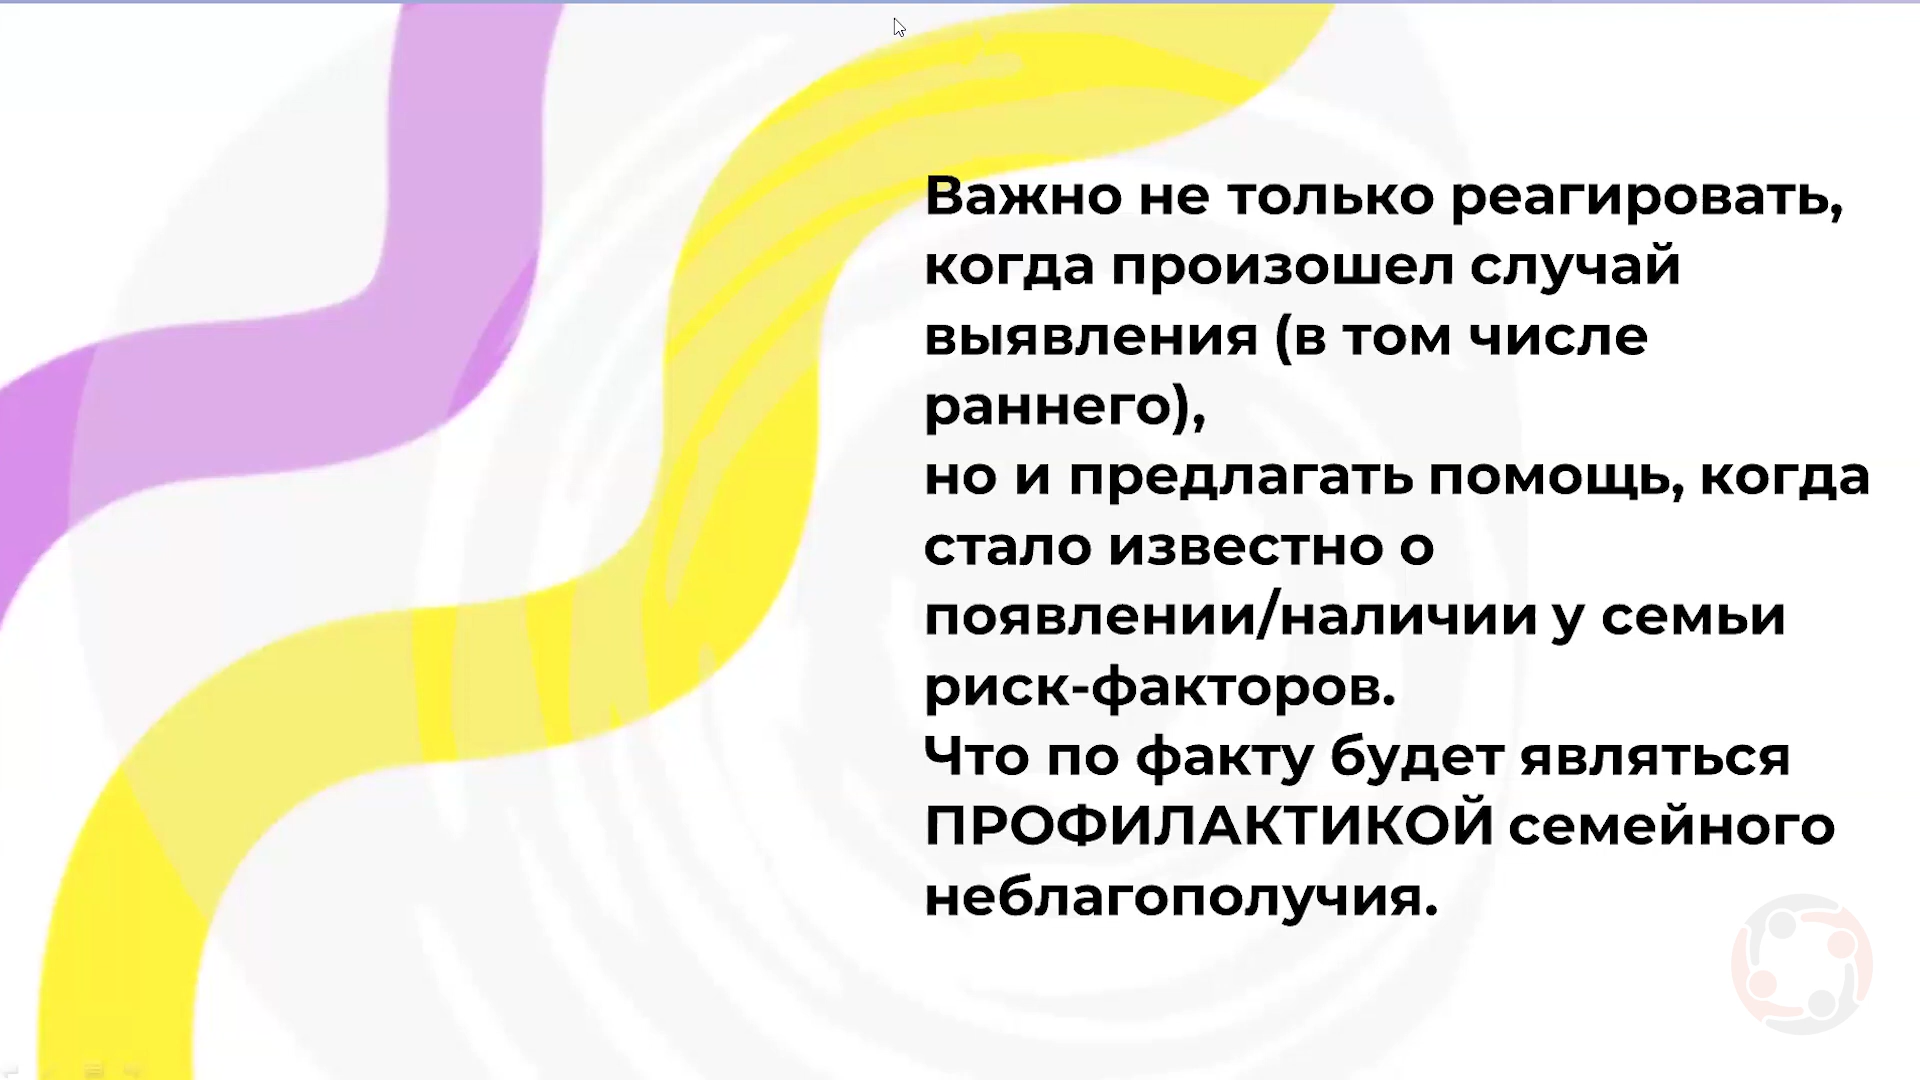 Важно не только реагировать,
когда произошел случай
выявления (в том числе
раннего),
но и предлагать помощь, когда
стало известно о
появлении/наличии у семьи
риск-факторов.
Что по факту будет являться
ПРОФИЛАКТИКОЙ семейного
неблагополучия.